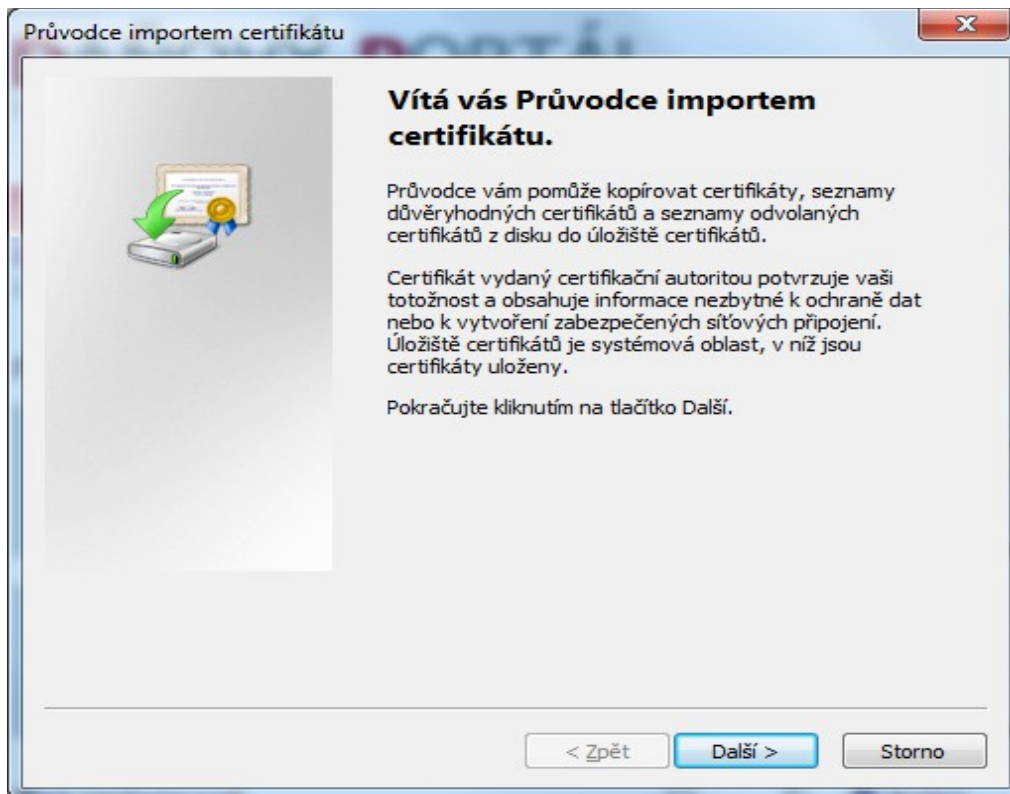 Průvodce importem certifikátu
Vítá vás Průvodce importem
certifikátu.
Průvodce vám pomůže kopírovat certifikáty, seznamy
důvěryhodných certifikátů a seznamy odvolaných
certifikátů z disku do úložiště certifikátů.
Certifikát vydaný certifikační autoritou potvrzuje vaši
totožnost a obsahuje informace nezbytné k ochraně dat
nebo k vytvoření zabezpečených síťových připojení.
Úložiště certifikátů je systémová oblast, v níž jsou
certifikáty uloženy.
Pokračujte kliknutím na tlačítko Další.
< Zpět
Další >
Storno